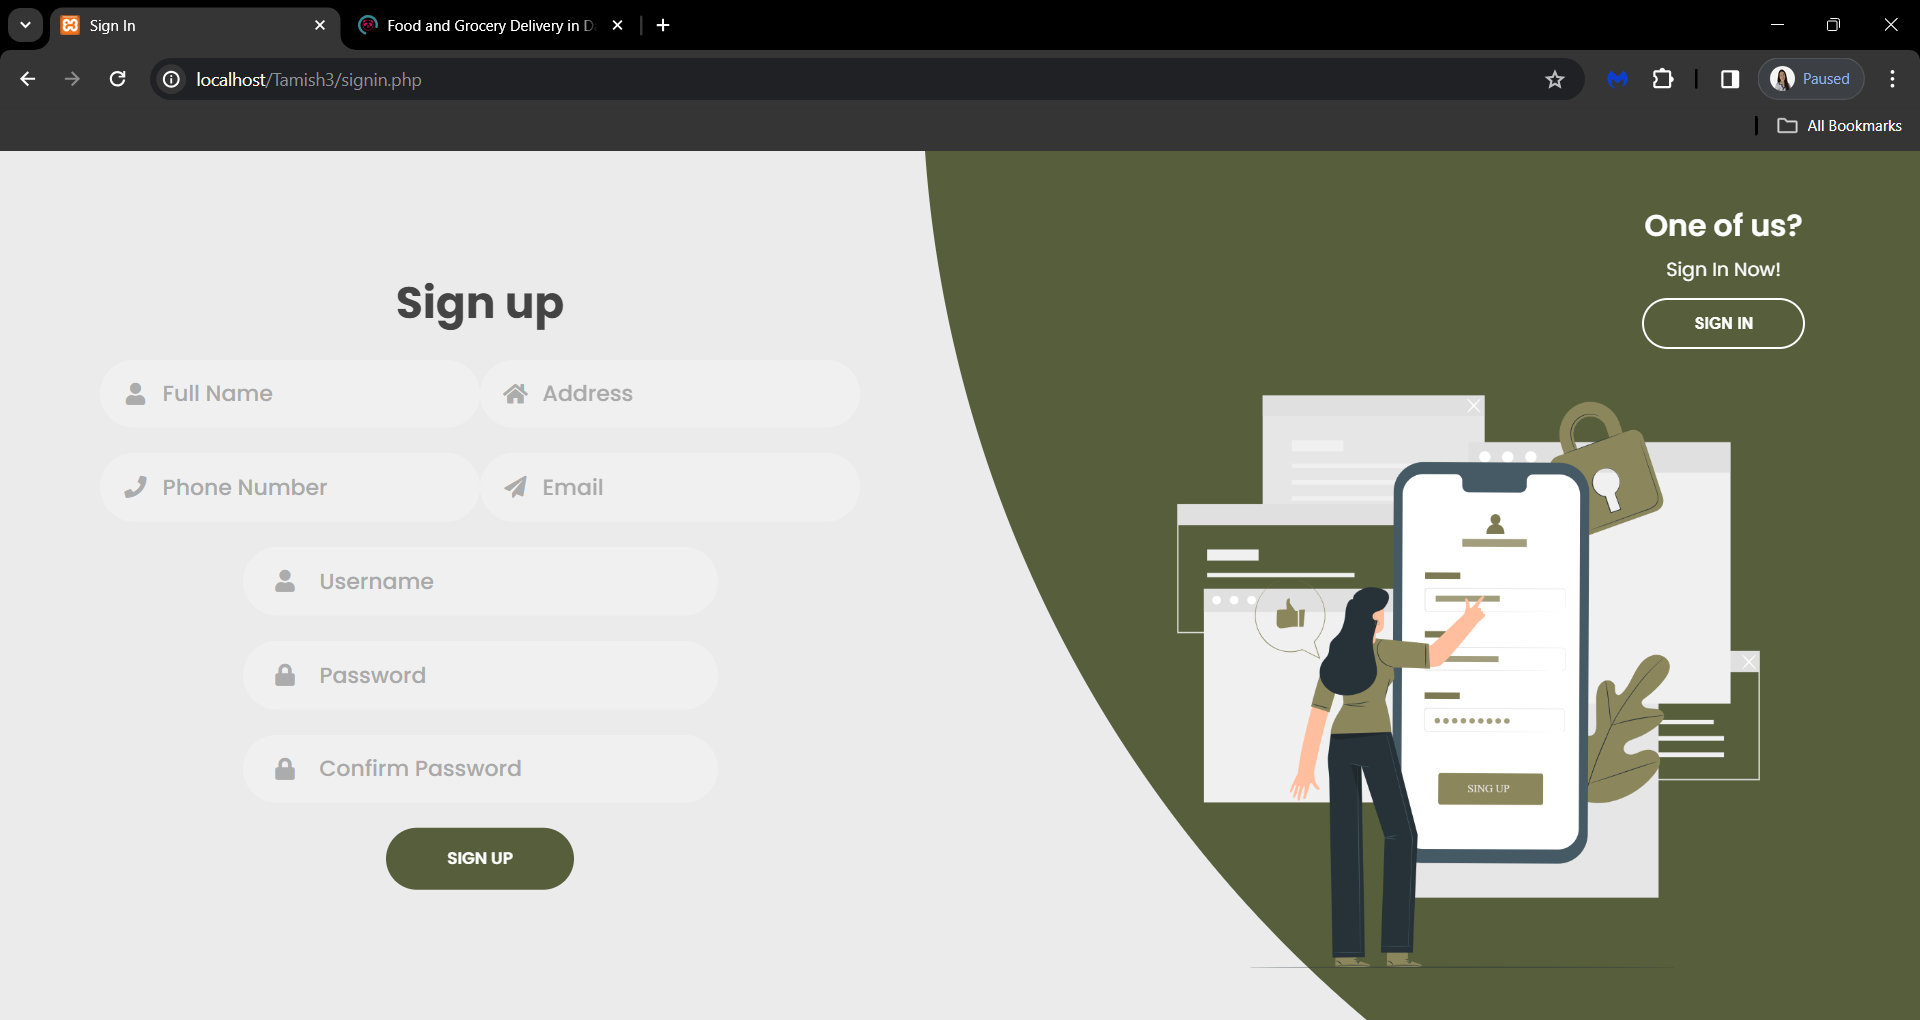 Sign In
Food and Grocery Delivery in D
localhost/Tamish3/signin.php
Paused
All Bookmarks
One of us?
Sign In Now!
SIGN IN
Sign up
Full Name
Address
Phone Number
Email
Username
Password
Confirm Password
SIGN UP
SING UP